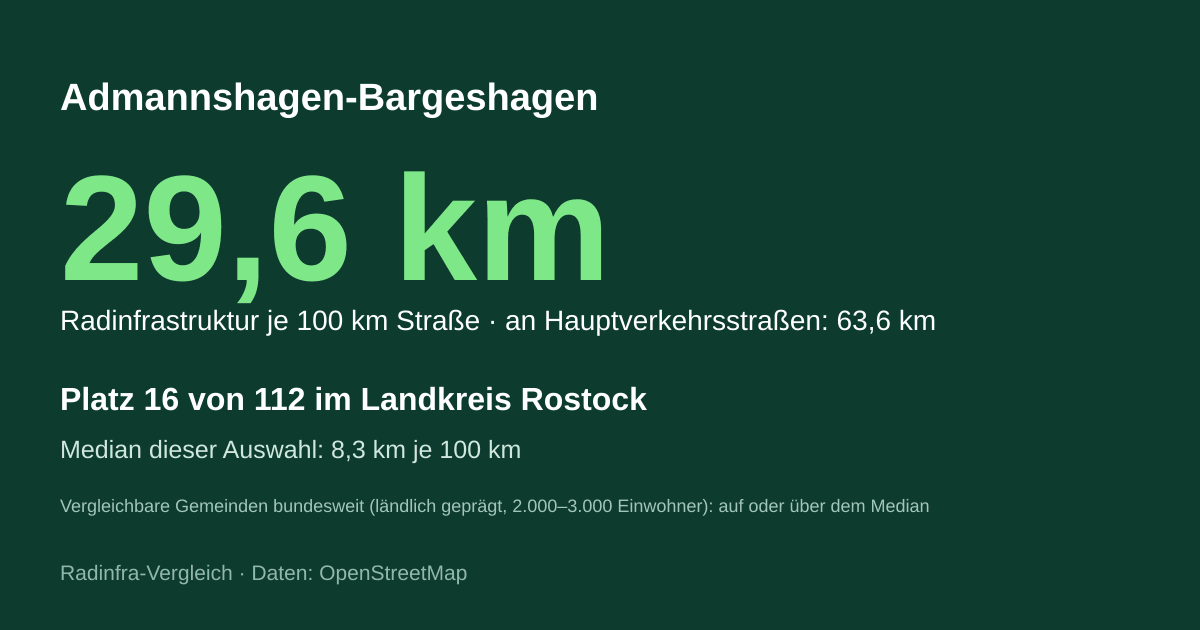 Admannshagen-Bargeshagen
29,6 km
Radinfrastruktur je 100 km Straße · an Hauptverkehrsstraßen: 63,6 km
Platz 16 von 112 im Landkreis Rostock
Median dieser Auswahl: 8,3 km je 100 km
Vergleichbare Gemeinden bundesweit (ländlich geprägt, 2.000–3.000 Einwohner): auf oder über dem Median
Radinfra-Vergleich · Daten: OpenStreetMap